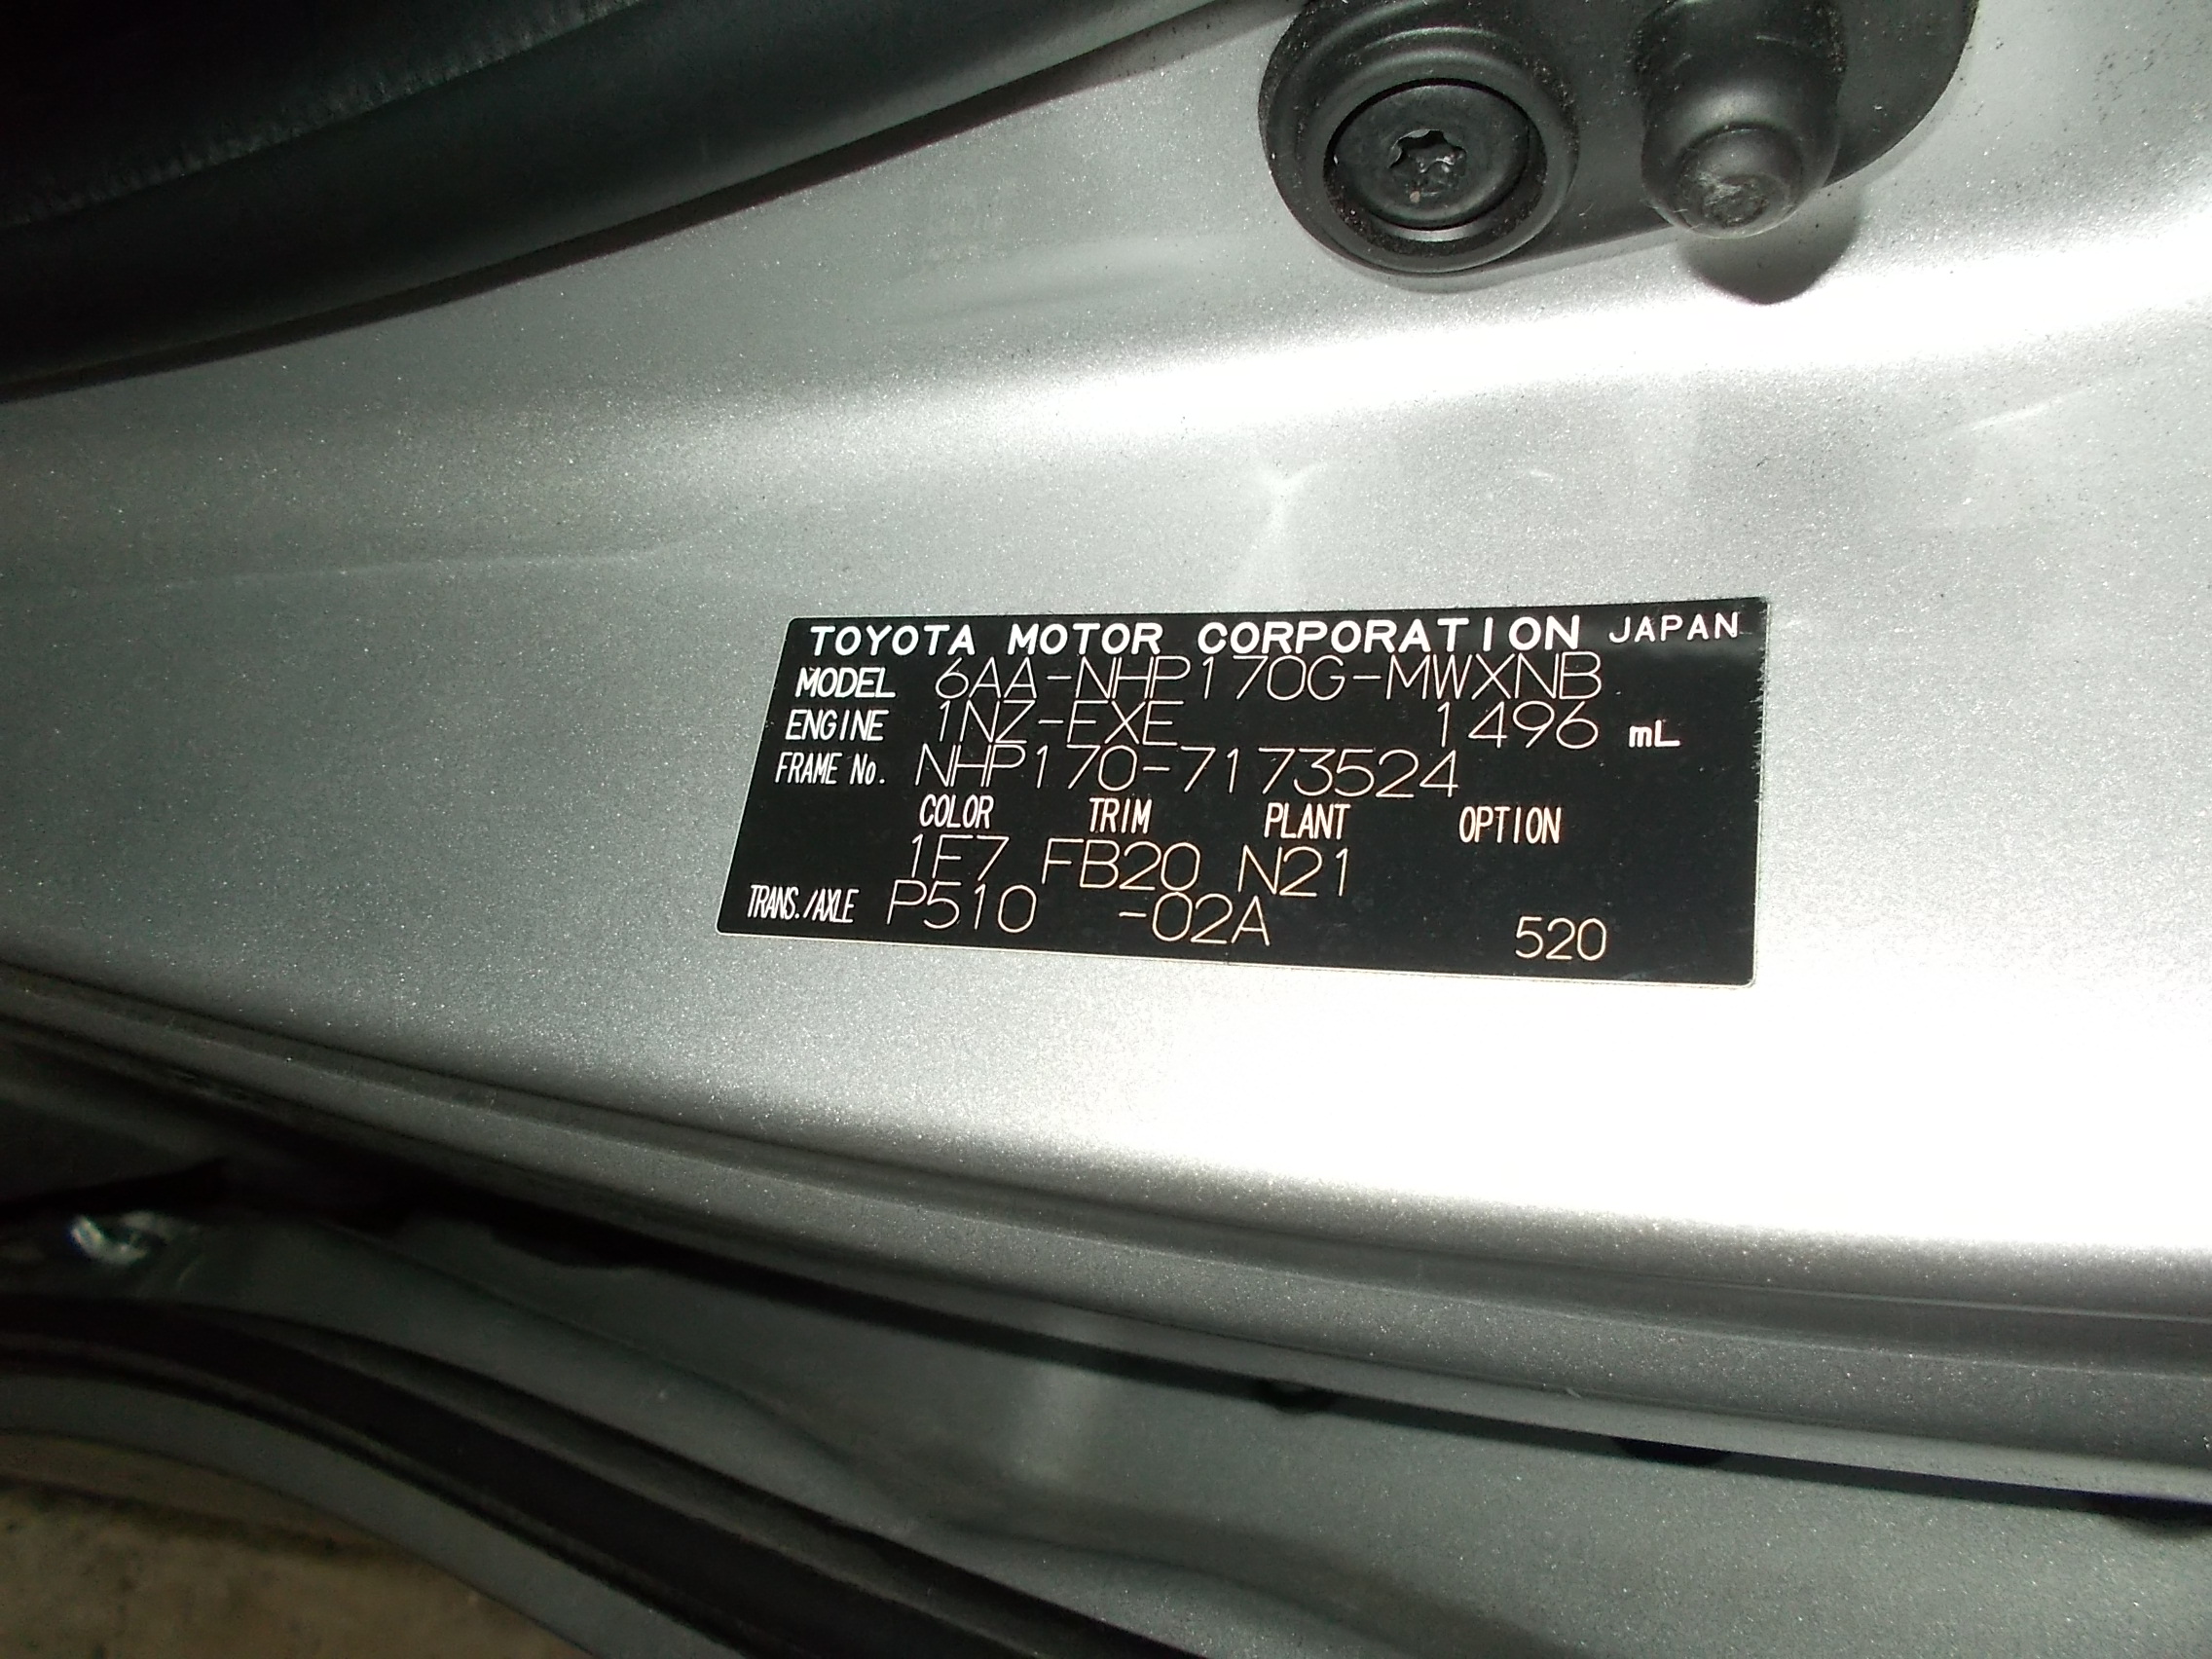 TOYOTA MOTOR CORPORATION JAPAN
MODEL 6AA-NHP170G-MWXNB
ENGINE 1NZ-FXE 1496 mL
FRAME No. NHP170-7173524
COLOR TRIM PLANT OPTION
1F7 FB20 N21
TRANS./AXLE P510 -02A 520